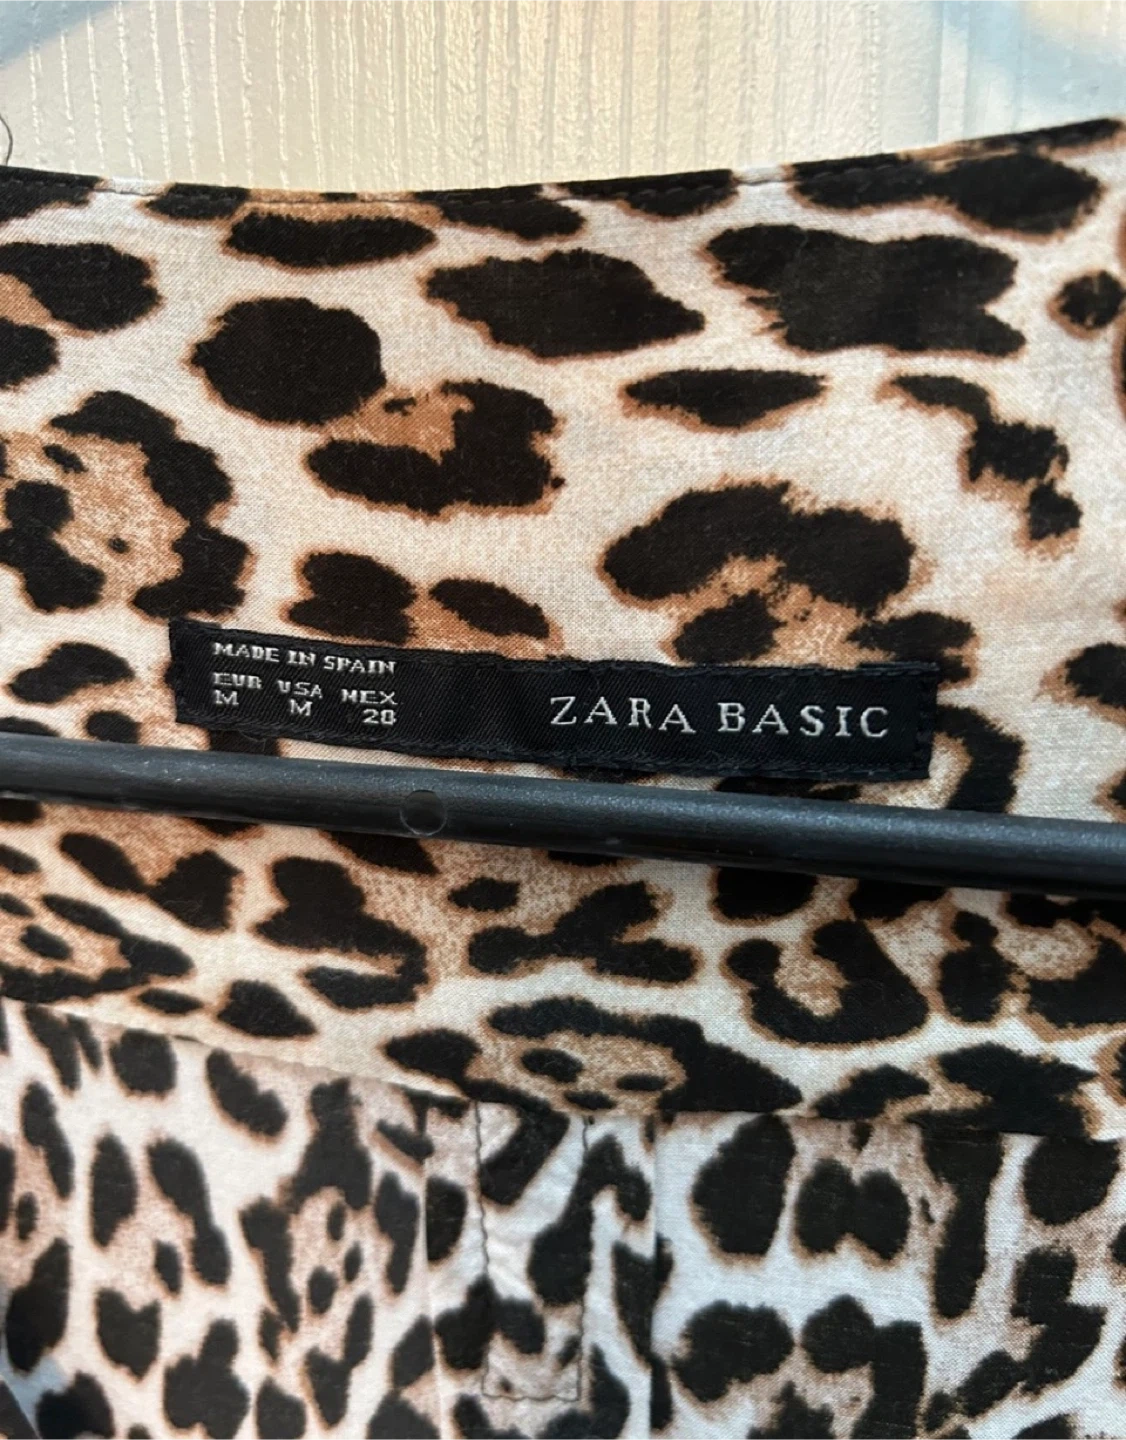 MADE IN SPAIN
EUR USA MEX
M M 28
ZARA BASIC